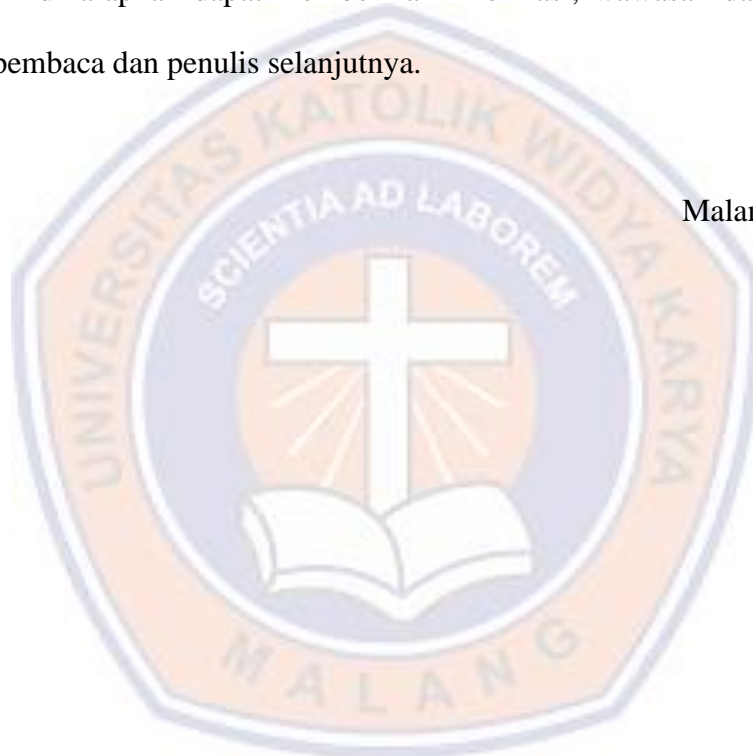 pembaca dan penulis selanjutnya.
UNIVERSITAS KATOLIK WIDYA KARYA
SCIENTIA AD LABOREM
Malan
MALANG